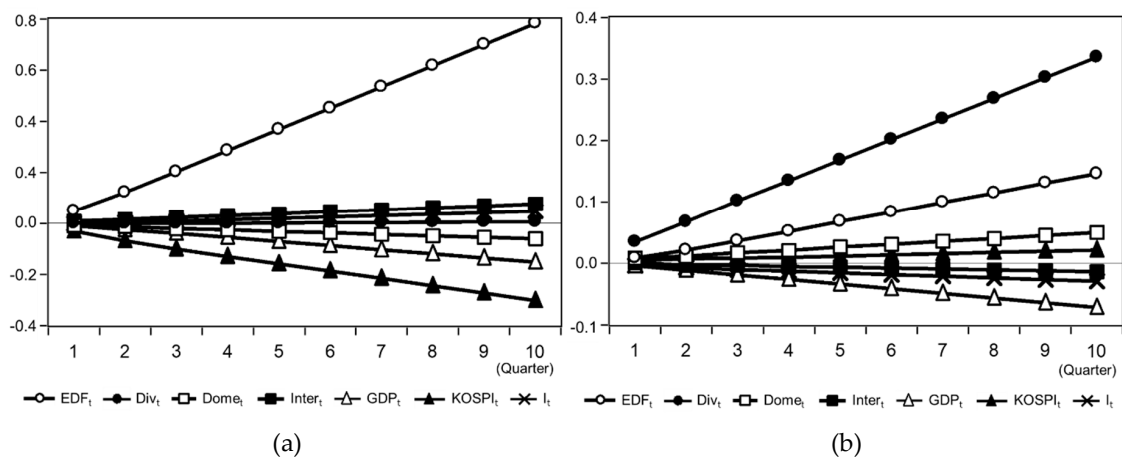 0.8
0.6
0.4
0.4
0.0
-0.2
-0.4
1 2 3 4 5 6 7 8 9 10
(Quarter)
EDFt Divt Domet Intert GDPt KOSPIt It
(a)
0.4
0.3
0.2
0.1
0.0
-0.1
1 2 3 4 5 6 7 8 9 10
(Quarter)
EDFt Divt Domet Intert GDPt KOSPIt It
(b)